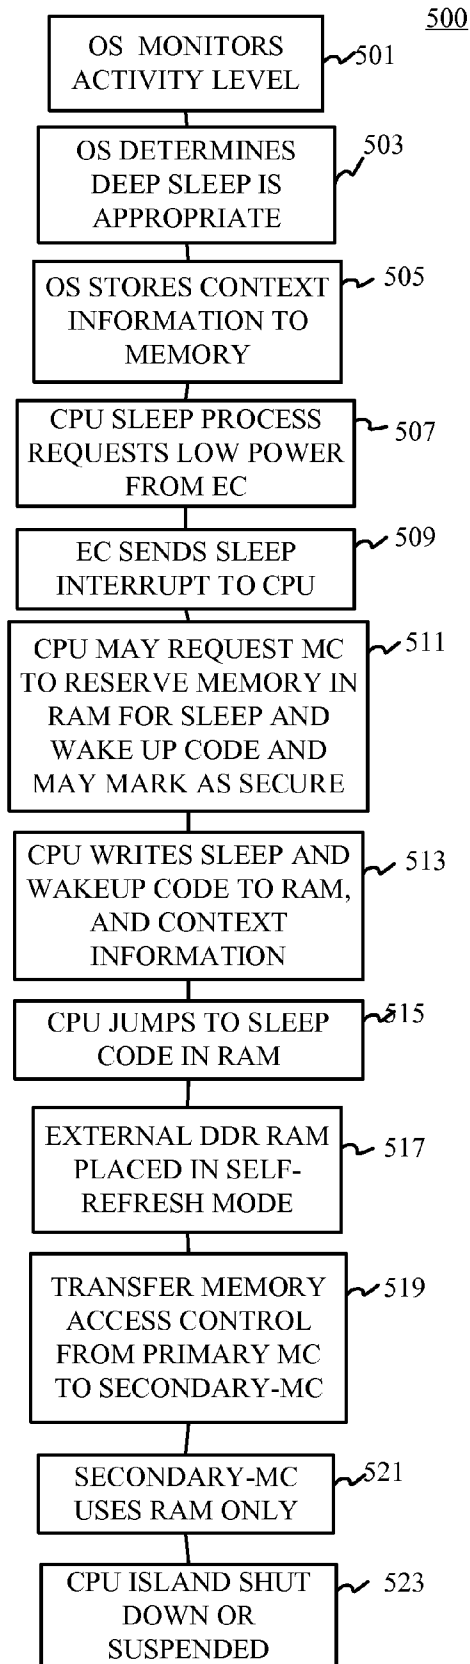 500
OS MONITORS
ACTIVITY LEVEL
501
OS DETERMINES
DEEP SLEEP IS
APPROPRIATE
503
OS STORES CONTEXT
INFORMATION TO
MEMORY
505
CPU SLEEP PROCESS
REQUESTS LOW POWER
FROM EC
507
EC SENDS SLEEP
INTERRUPT TO CPU
509
CPU MAY REQUEST MC
TO RESERVE MEMORY IN
RAM FOR SLEEP AND
WAKE UP CODE AND
MAY MARK AS SECURE
511
CPU WRITES SLEEP AND
WAKEUP CODE TO RAM,
AND CONTEXT
INFORMATION
513
CPU JUMPS TO SLEEP
CODE IN RAM
515
EXTERNAL DDR RAM
PLACED IN SELF-
REFRESH MODE
517
TRANSFER MEMORY
ACCESS CONTROL
FROM PRIMARY MC
TO SECONDARY-MC
519
SECONDARY-MC
USES RAM ONLY
521
CPU ISLAND SHUT
DOWN OR
SUSPENDED
523